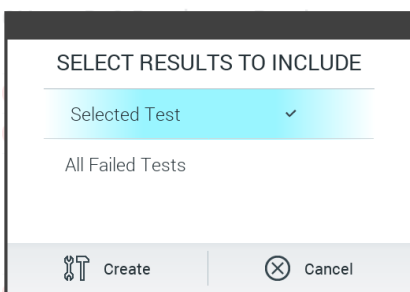 SELECT RESULTS TO INCLUDE
Selected Test
All Failed Tests
Create Cancel